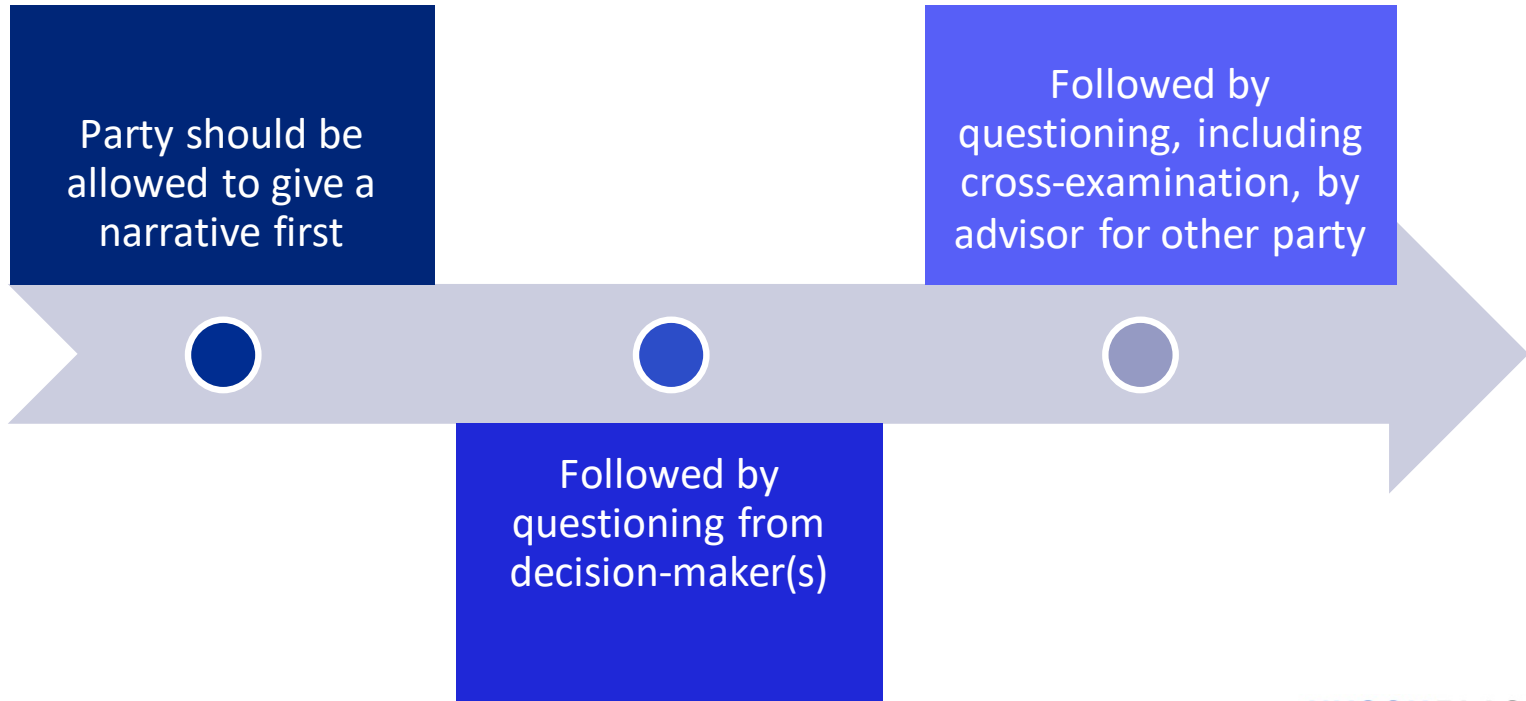 Party should be
allowed to give a
narrative first
Followed by
questioning from
decision-maker(s)
Followed by
questioning, including
cross-examination, by
advisor for other party